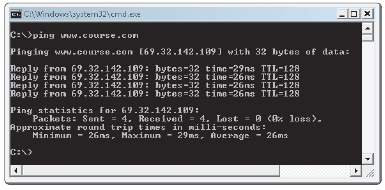 C:\Windows\system32\cmd.exe
C:\>ping www.course.com
Pinging www.course.com [69.32.142.109] with 32 bytes of data:
Reply from 69.32.142.109: bytes=32 time=29ms TTL=128
Reply from 69.32.142.109: bytes=32 time=26ms TTL=128
Reply from 69.32.142.109: bytes=32 time=26ms TTL=128
Reply from 69.32.142.109: bytes=32 time=26ms TTL=128
Ping statistics for 69.32.142.109:
Packets: Sent = 4, Received = 4, Lost = 0 (0% loss),
Approximate round trip times in milli-seconds:
Minimum = 26ms, Maximum = 29ms, Average = 26ms
C:\>